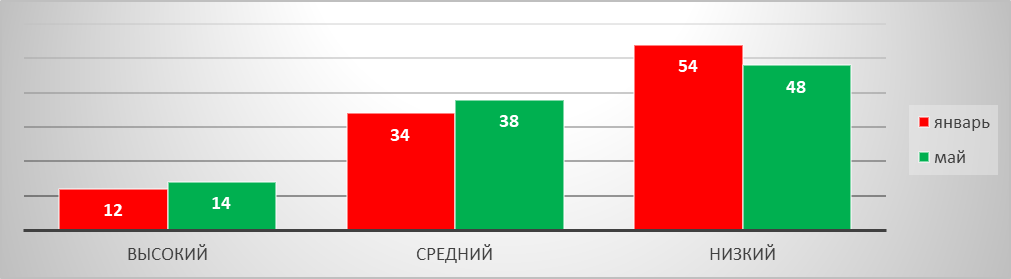 54
48
38
34
14
12
январь
май
ВЫСОКИЙ
СРЕДНИЙ
НИЗКИЙ